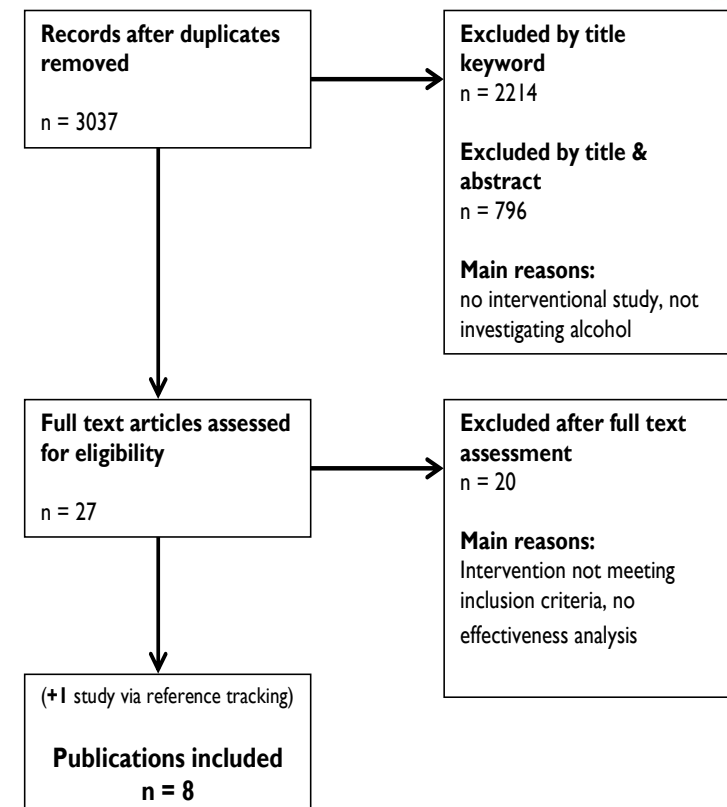 Records after duplicates
removed
n = 3037
Excluded by title
keyword
n = 2214
Excluded by title &
abstract
n = 796
Main reasons:
no interventional study, not
investigating alcohol
Full text articles assessed
for eligibility
n = 27
Excluded after full text
assessment
n = 20
Main reasons:
Intervention not meeting
inclusion criteria, no
effectiveness analysis
(+1 study via reference tracking)
Publications included
n = 8